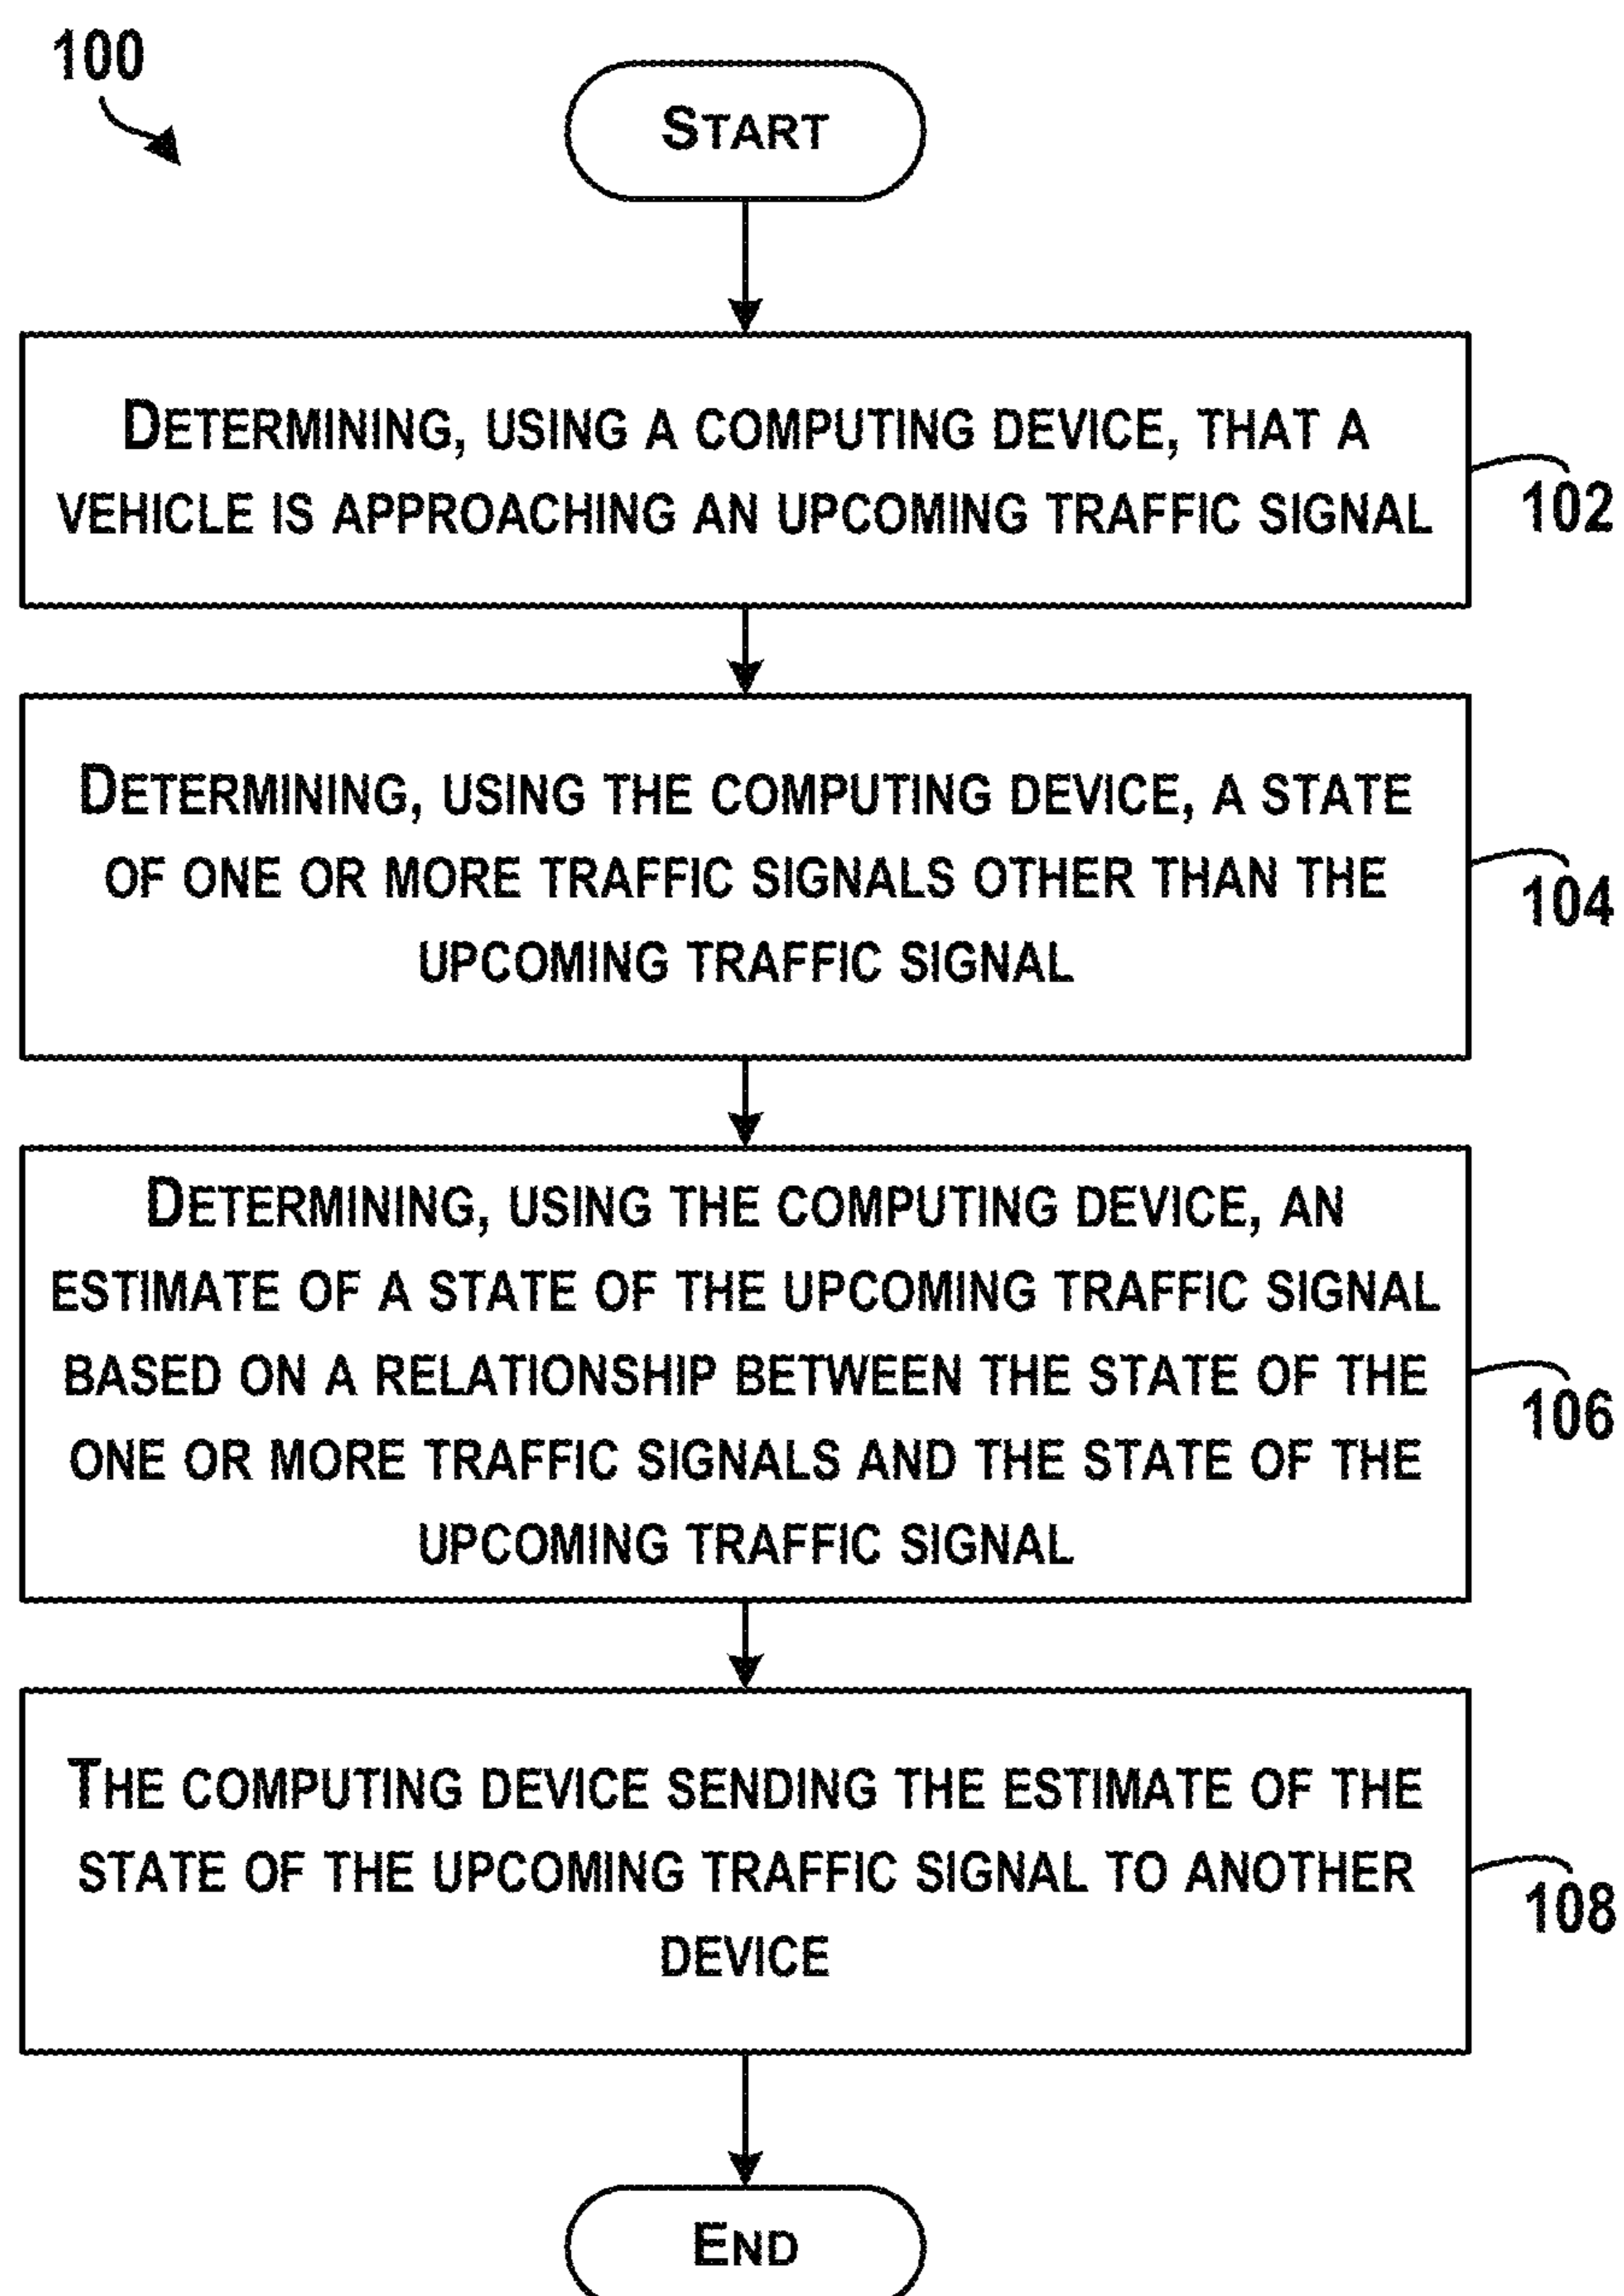 100
START
DETERMINING, USING A COMPUTING DEVICE, THAT A
VEHICLE IS APPROACHING AN UPCOMING TRAFFIC SIGNAL
102
DETERMINING, USING THE COMPUTING DEVICE, A STATE
OF ONE OR MORE TRAFFIC SIGNALS OTHER THAN THE
UPCOMING TRAFFIC SIGNAL
104
DETERMINING, USING THE COMPUTING DEVICE, AN
ESTIMATE OF A STATE OF THE UPCOMING TRAFFIC SIGNAL
BASED ON A RELATIONSHIP BETWEEN THE STATE OF THE
ONE OR MORE TRAFFIC SIGNALS AND THE STATE OF THE
UPCOMING TRAFFIC SIGNAL
106
THE COMPUTING DEVICE SENDING THE ESTIMATE OF THE
STATE OF THE UPCOMING TRAFFIC SIGNAL TO ANOTHER
DEVICE
108
END